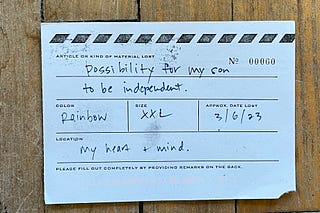 ARTICLE OR KIND OF MATERIAL LOST
No 00060
possibility for my son
to be independent.
COLOR SIZE APPROX. DATE LOST
Rainbow XXL 3/6/23
LOCATION
my heart + mind.
PLEASE FILL OUT COMPLETELY BY PROVIDING REMARKS ON THE BACK.